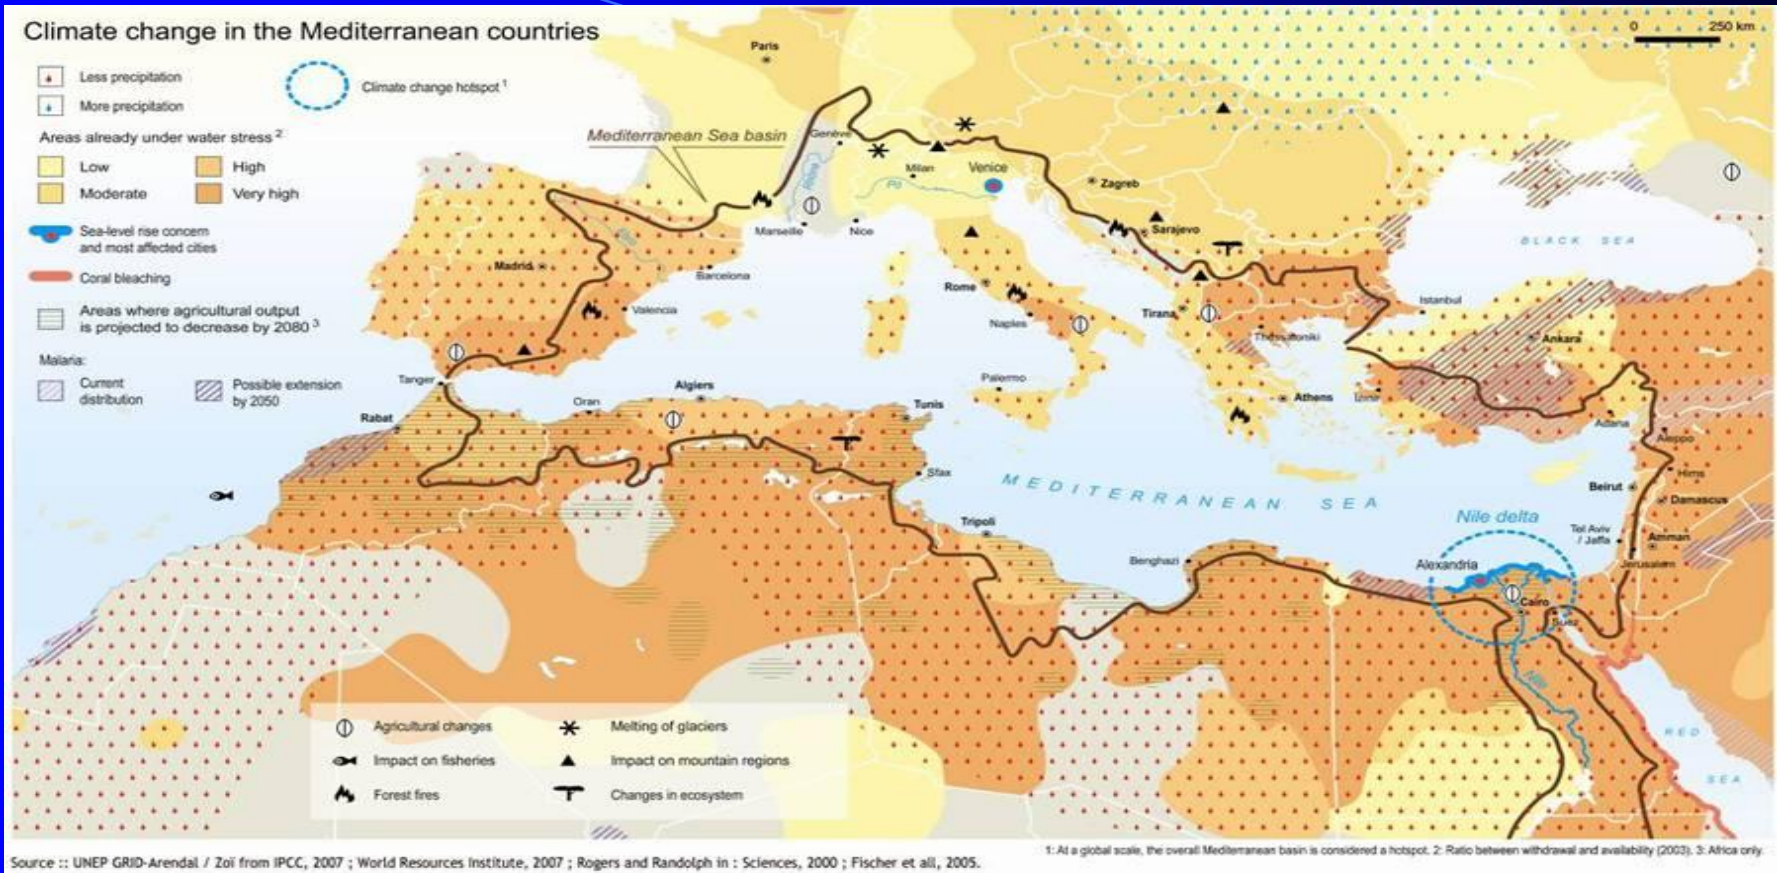 Climate change in the Mediterranean countries
Less precipitation
More precipitation
Climate change hotspot 1
Areas already under water stress 2
Low
High
Moderate
Very high
Sea-level rise concern
and most affected cities
Coral bleaching
Areas where agricultural output
is projected to decrease by 2080 3
Malaria:
Current
distribution
Possible extension
by 2050
0 250 km
Paris
Mediterranean Sea basin
Genève
Rhône
Milan
Venice
Po
Zagreb
Marseille
Nice
Sarajevo
BLACK SEA
Ebro
Madrid
Barcelona
Rome
Valencia
Naples
Tirana
Thessaloniki
Istanbul
Ankara
Tanger
Algiers
Palermo
Oran
Tunis
Athens
Izmir
Rabat
Adana
Aleppo
Sfax
Hims
MEDITERRANEAN SEA
Beirut
Damascus
Tripoli
Nile delta
Tel Aviv
/ Jaffa
Amman
Benghazi
Alexandria
Jerusalem
Cairo
Suez
Nile
RED
SEA
Agricultural changes
Melting of glaciers
Impact on fisheries
Impact on mountain regions
Forest fires
Changes in ecosystem
1: At a global scale, the overall Mediterranean basin is considered a hotspot. 2: Ratio between withdrawal and availability (2003). 3: Africa only.
Source :: UNEP GRID-Arendal / Zoï from IPCC, 2007 ; World Resources Institute, 2007 ; Rogers and Randolph in : Sciences, 2000 ; Fischer et all, 2005.